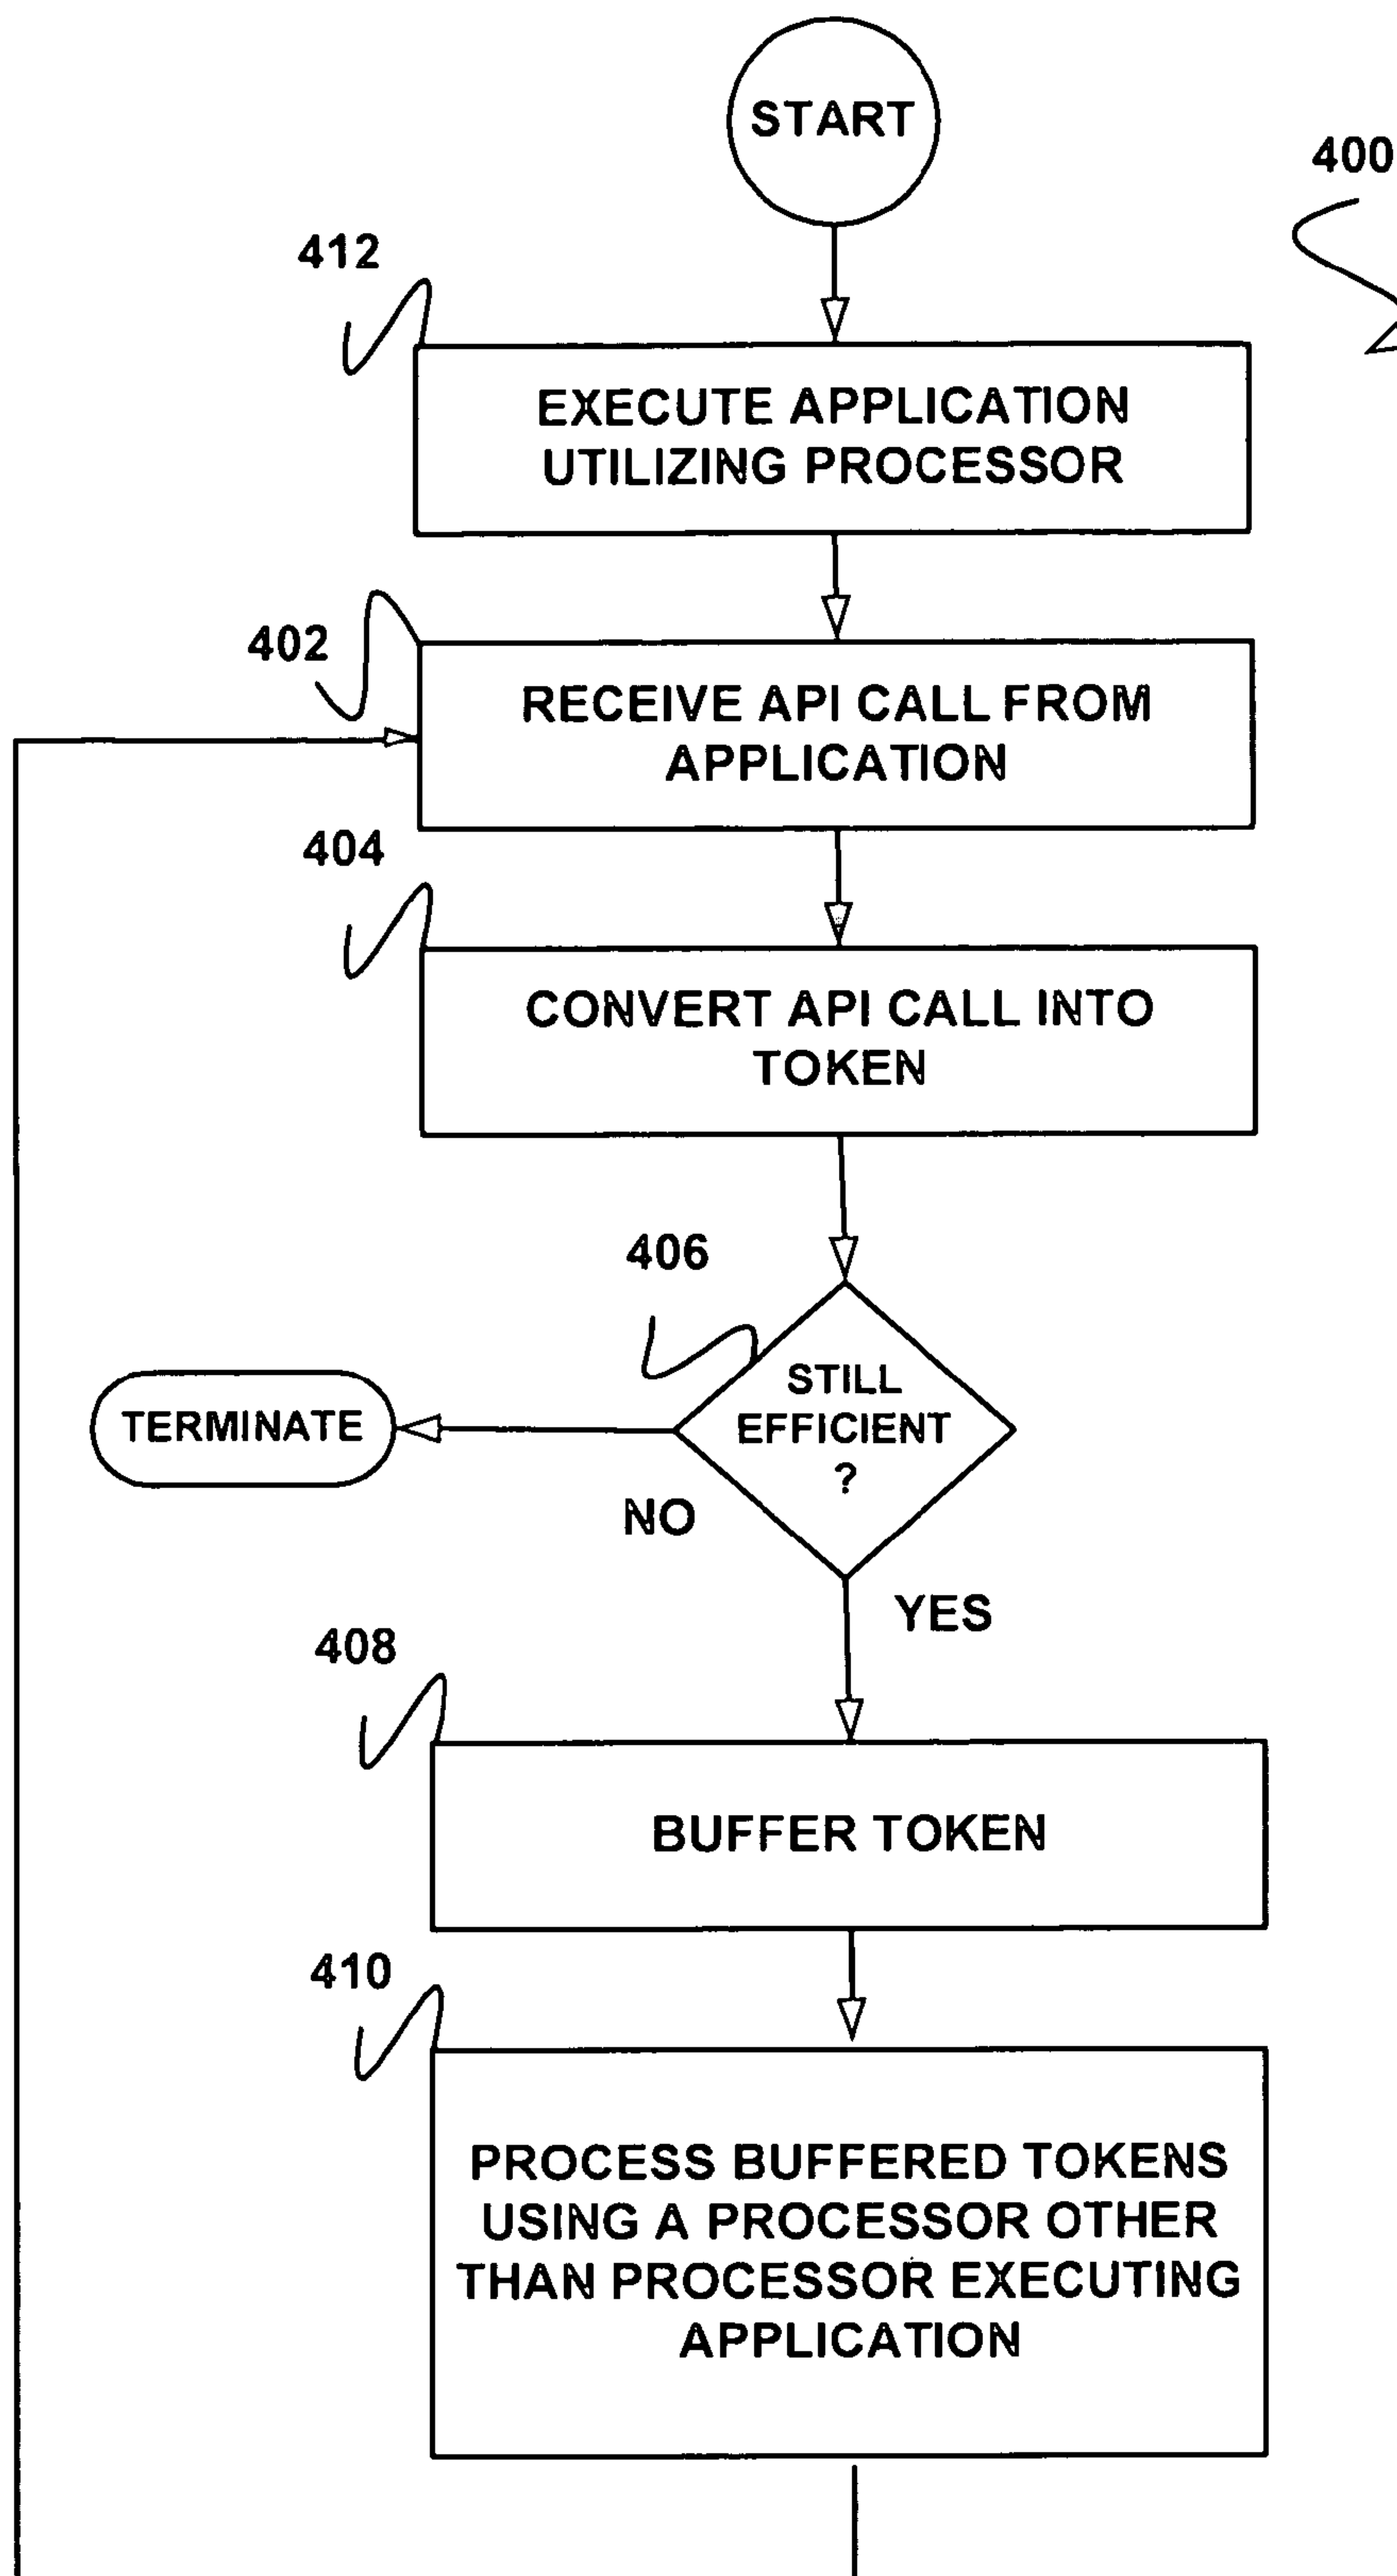 START
400
412
EXECUTE APPLICATION
UTILIZING PROCESSOR
402
RECEIVE API CALL FROM
APPLICATION
404
CONVERT API CALL INTO
TOKEN
406
STILL
EFFICIENT
?
TERMINATE
NO
YES
408
BUFFER TOKEN
410
PROCESS BUFFERED TOKENS
USING A PROCESSOR OTHER
THAN PROCESSOR EXECUTING
APPLICATION